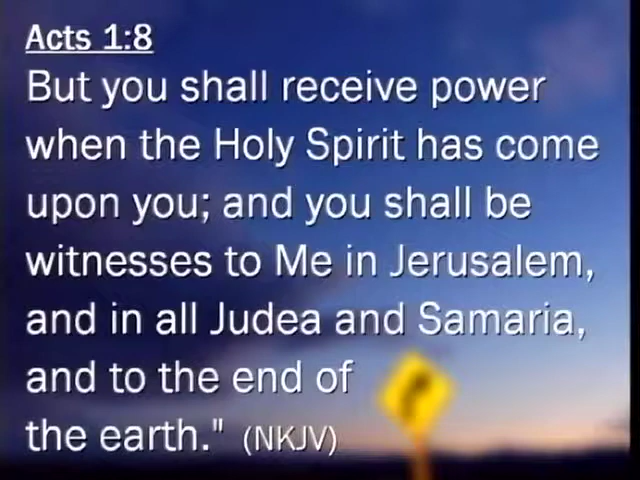 Acts 1:8
But you shall receive power
when the Holy Spirit has come
upon you; and you shall be
witnesses to Me in Jerusalem,
and in all Judea and Samaria,
and to the end of
the earth." (NKJV)